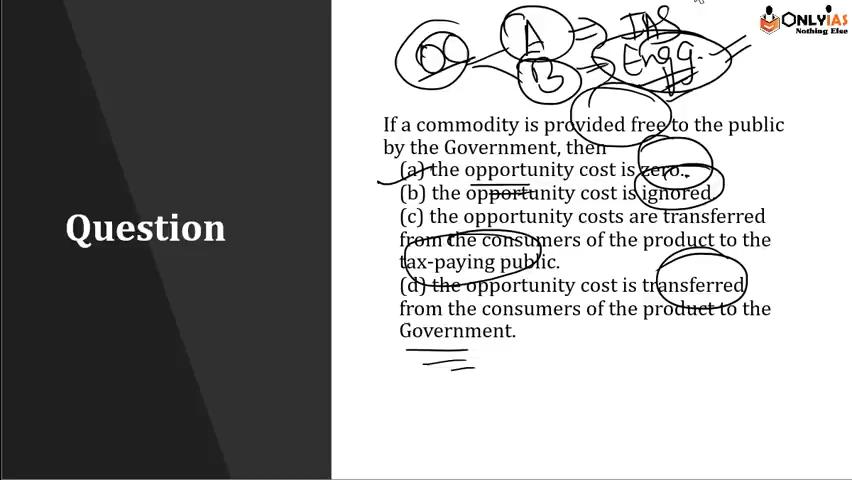 ONLYIAS
Nothing Else
A
IAS
B
Engg.
Question
If a commodity is provided free to the public
by the Government, then
(a) the opportunity cost is zero.
(b) the opportunity cost is ignored
(c) the opportunity costs are transferred
from the consumers of the product to the
tax-paying public.
(d) the opportunity cost is transferred
from the consumers of the product to the
Government.